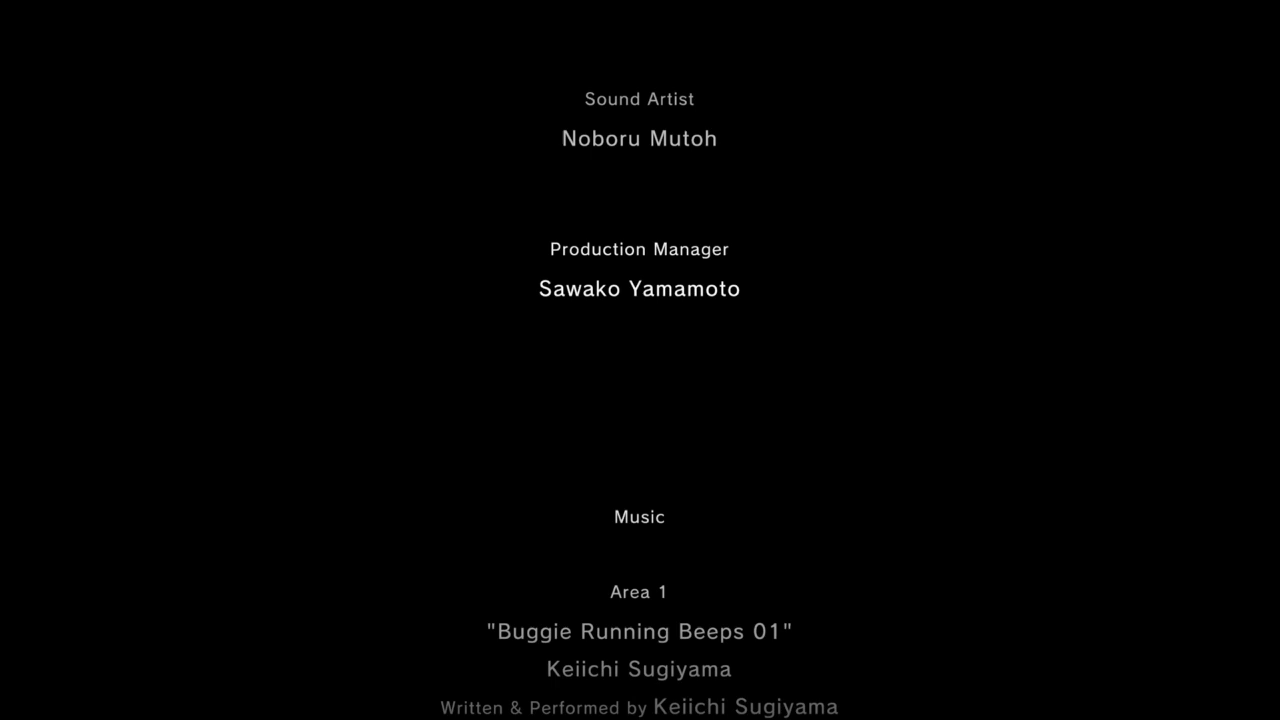 Sound Artist
Noboru Mutoh
Production Manager
Sawako Yamamoto
Music
Area 1
"Buggie Running Beeps 01"
Keiichi Sugiyama
Written & Performed by Keiichi Sugiyama